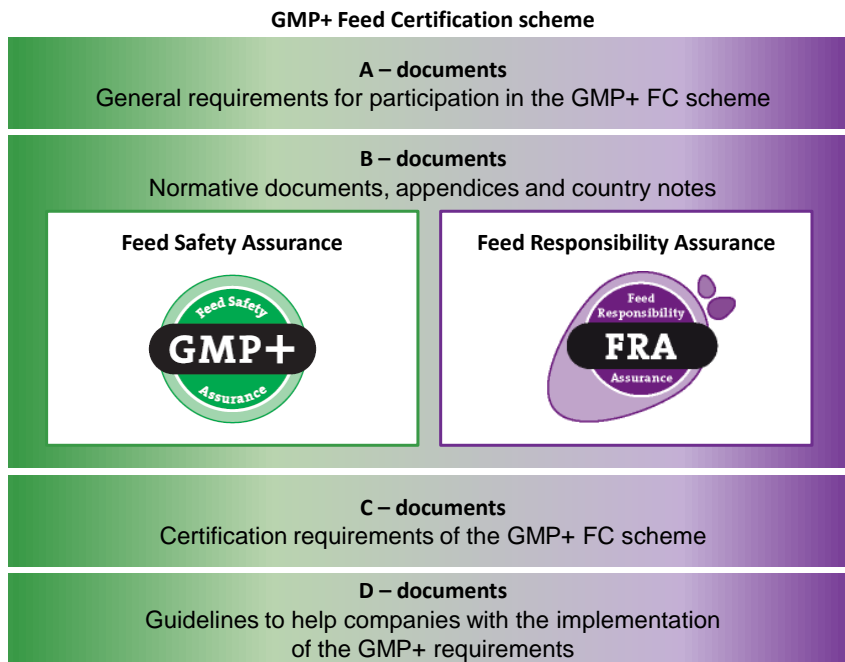 GMP+ Feed Certification scheme
A – documents
General requirements for participation in the GMP+ FC scheme
B – documents
Normative documents, appendices and country notes
Feed Safety Assurance
Feed Safety
GMP+
Assurance
Feed Responsibility Assurance
Feed
Responsibility
FRA
Assurance
C – documents
Certification requirements of the GMP+ FC scheme
D – documents
Guidelines to help companies with the implementation
of the GMP+ requirements